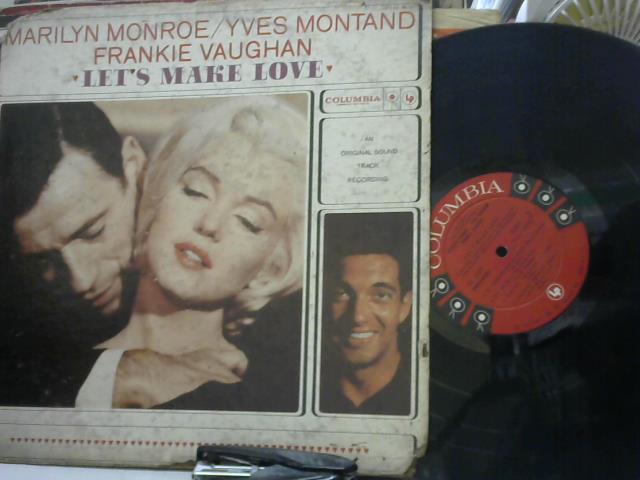 MARILYN MONROE/YVES MONTAND
FRANKIE VAUGHAN
LET'S MAKE LOVE
COLUMBIA
AN
ORIGINAL SOUND
TRACK
RECORDING
COLUMBIA